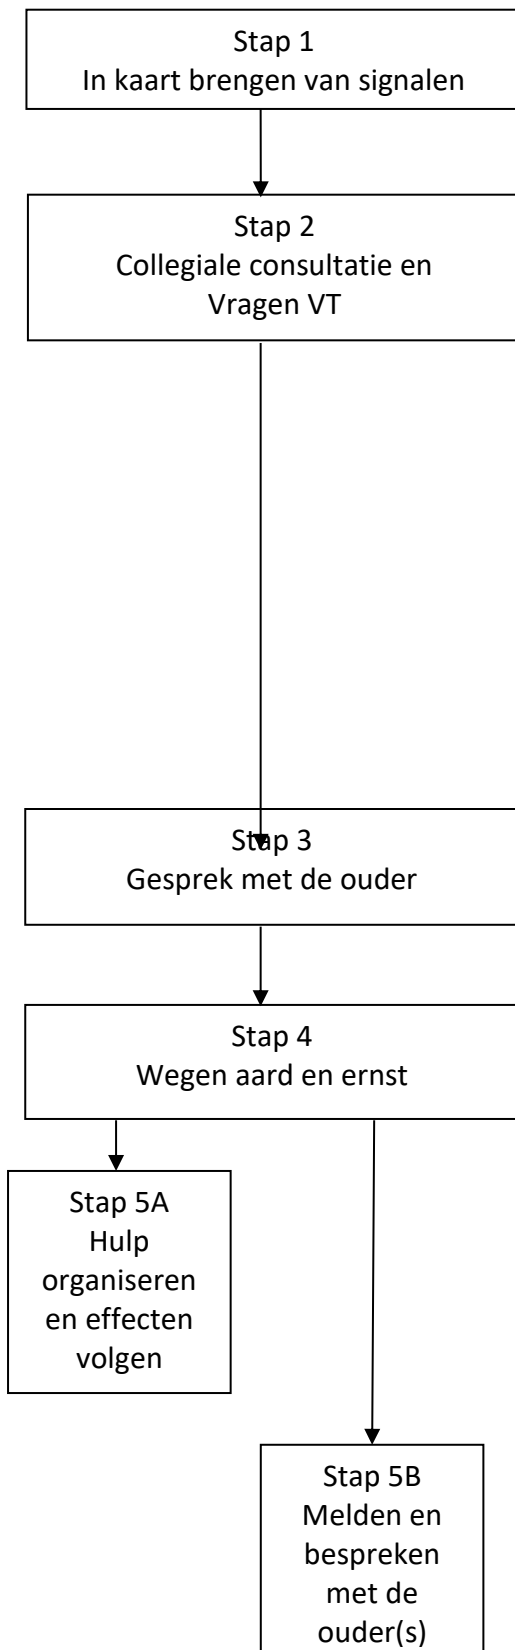 Stap 1
In kaart brengen van signalen
Stap 2
Collegiale consultatie en
Vragen VT
Stap 3
Gesprek met de ouder
Stap 4
Wegen aard en ernst
Stap 5A
Hulp
organiseren
en effecten
volgen
Stap 5B
Melden en
bespreken
met de
ouder(s)